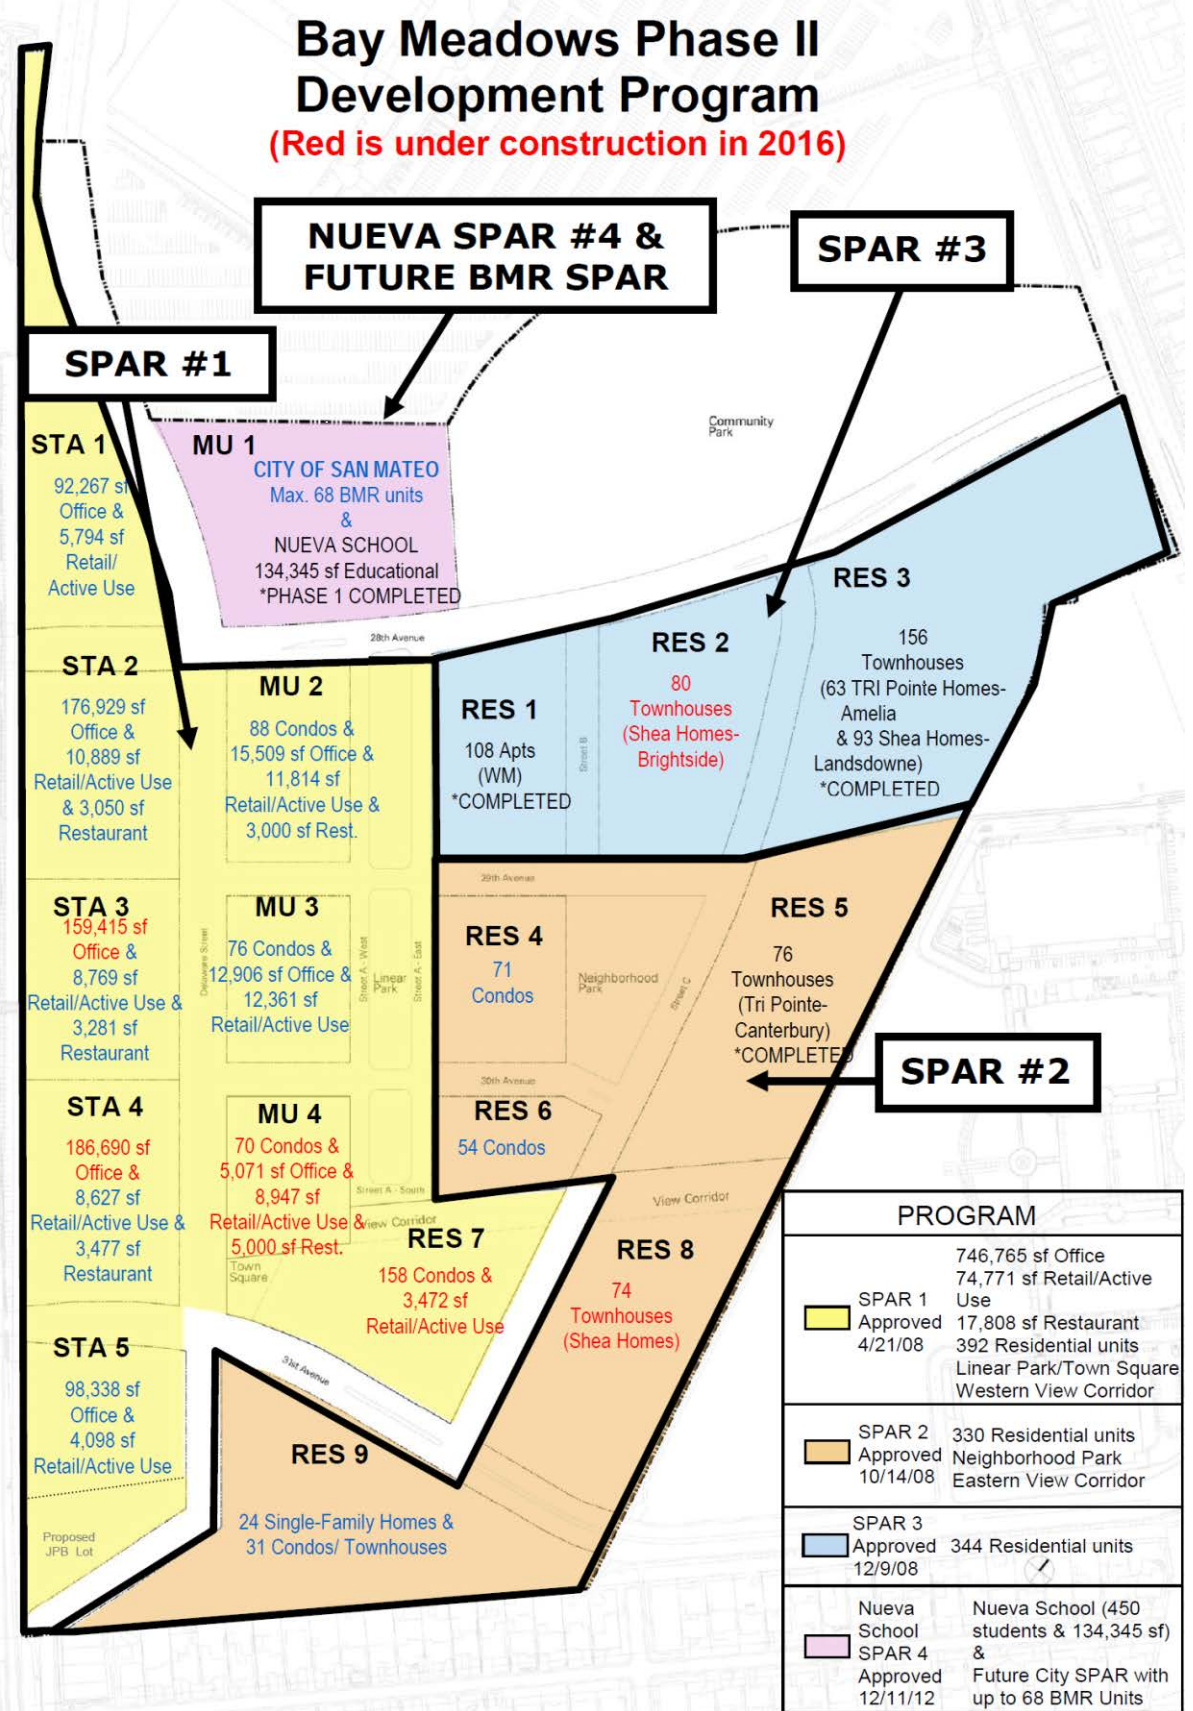 Bay Meadows Phase II
Development Program
(Red is under construction in 2016)
NUEVA SPAR #4 &
FUTURE BMR SPAR
SPAR #3
SPAR #1
Community
Park
STA 1
92,267 sf
Office &
5,794 sf
Retail/
Active Use
MU 1
CITY OF SAN MATEO
Max. 68 BMR units
&
NUEVA SCHOOL
134,345 sf Educational
*PHASE 1 COMPLETED
28th Avenue
STA 2
176,929 sf
Office &
10,889 sf
Retail/Active Use
& 3,050 sf
Restaurant
MU 2
88 Condos &
15,509 sf Office &
11,814 sf
Retail/Active Use &
3,000 sf Rest.
RES 1
108 Apts
(WM)
*COMPLETED
Street B
RES 2
80
Townhouses
(Shea Homes-
Brightside)
RES 3
156
Townhouses
(63 TRI Pointe Homes-
Amelia
& 93 Shea Homes-
Landsdowne)
*COMPLETED
29th Avenue
STA 3
159,415 sf
Office &
8,769 sf
Retail/Active Use &
3,281 sf
Restaurant
Delaware Street
MU 3
76 Condos &
12,906 sf Office &
12,361 sf
Retail/Active Use
Street A - West
Linear
Park
Street A - East
RES 4
71
Condos
Neighborhood
Park
Street C
RES 5
76
Townhouses
(Tri Pointe-
Canterbury)
*COMPLETED
SPAR #2
30th Avenue
STA 4
186,690 sf
Office &
8,627 sf
Retail/Active Use &
3,477 sf
Restaurant
MU 4
70 Condos &
5,071 sf Office &
8,947 sf
Retail/Active Use &
5,000 sf Rest.
Street A - South
View Corridor
Town
Square
RES 6
54 Condos
View Corridor
RES 7
158 Condos &
3,472 sf
Retail/Active Use
RES 8
74
Townhouses
(Shea Homes)
STA 5
98,338 sf
Office &
4,098 sf
Retail/Active Use
31st Avenue
Proposed
JPB Lot
RES 9
24 Single-Family Homes &
31 Condos/ Townhouses
PROGRAM
SPAR 1
Approved
4/21/08
746,765 sf Office
74,771 sf Retail/Active
Use
17,808 sf Restaurant
392 Residential units
Linear Park/Town Square
Western View Corridor
SPAR 2
Approved
10/14/08
330 Residential units
Neighborhood Park
Eastern View Corridor
SPAR 3
Approved
12/9/08
344 Residential units
Nueva
School
SPAR 4
Approved
12/11/12
Nueva School (450
students & 134,345 sf)
&
Future City SPAR with
up to 68 BMR Units